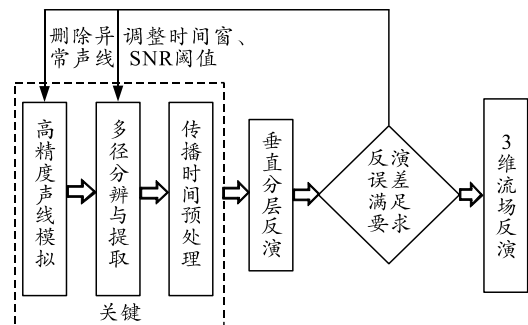 删除异
常声线
调整时间窗、
SNR阈值
高精度声线模拟
多径分辨与提取
传播时间预处理
关键
垂直分层反演
反演
误差
满足
要求
3维流场反演